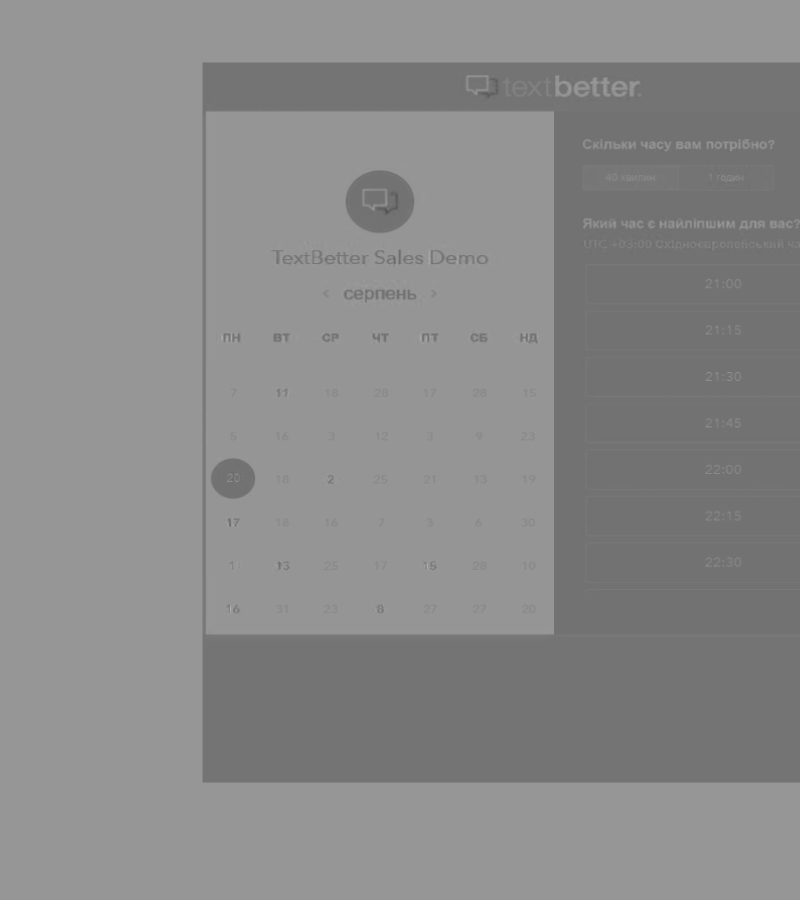 textbetter.
TextBetter Sales Demo
< серпень >
ПН ВТ СР ЧТ ПТ СБ НД
7 11 18 28 17 28 15
5 16 3 12 3 9 23
20 18 2 25 21 13 19
17 18 16 7 3 6 30
1 13 25 17 15 28 10
16 31 23 8 27 27 20
Скільки часу вам потрібно?
45 хвилин 1 годин
Який час є найліпшим для вас?
UTC +03:00 Східноєвропейський
21:00
21:15
21:30
21:45
22:00
22:15
22:30